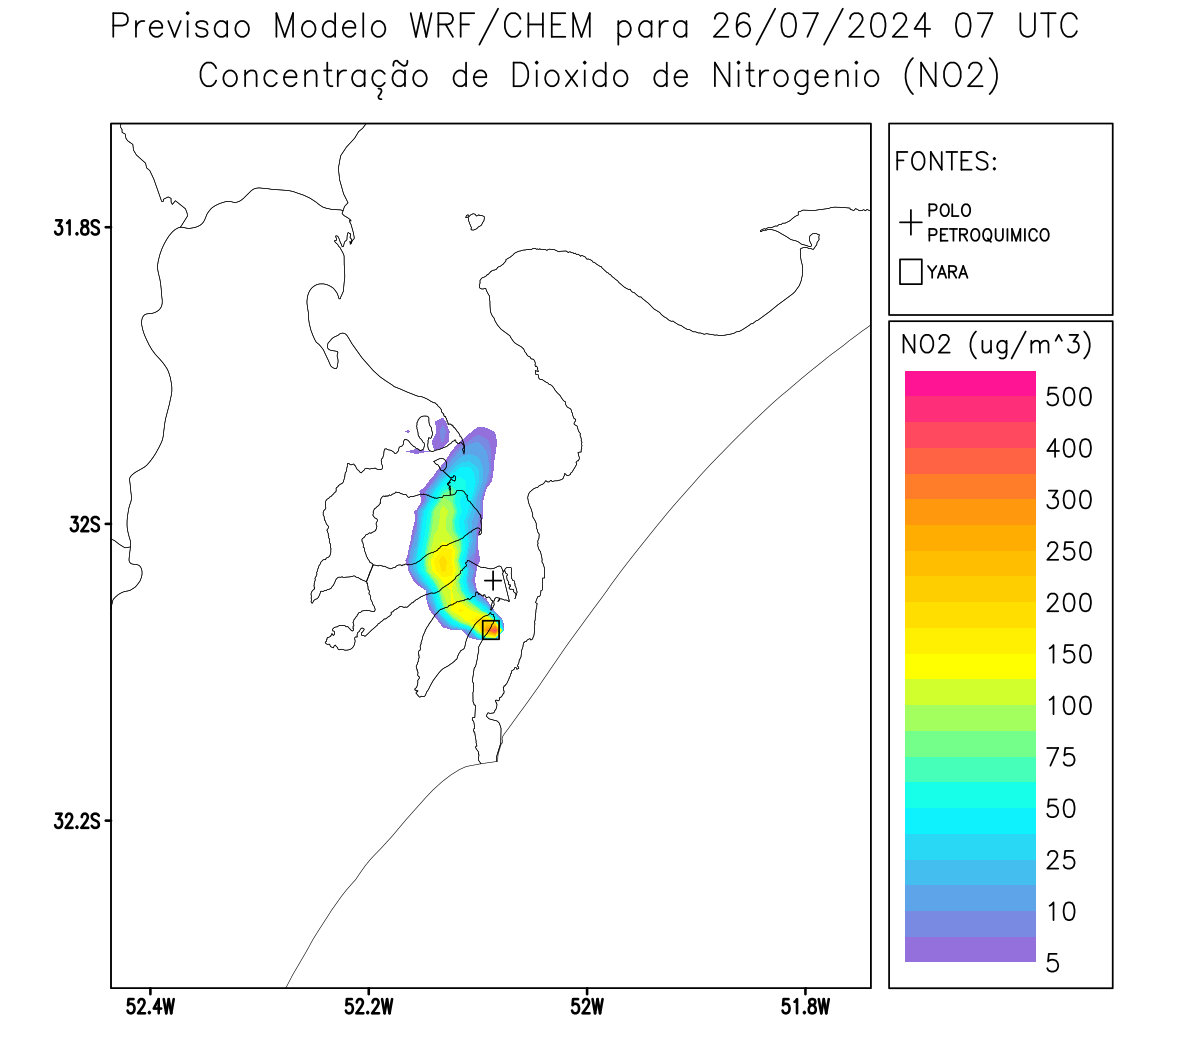 Previsao Modelo WRF/CHEM para 26/07/2024 07 UTC
Concentração de Dioxido de Nitrogenio (NO2)
FONTES:
POLO
PETROQUIMICO
YARA
NO2 (ug/m^3)
500
400
300
250
200
150
100
75
50
25
10
5
31.8S
32S
32.2S
52.4W
52.2W
52W
51.8W